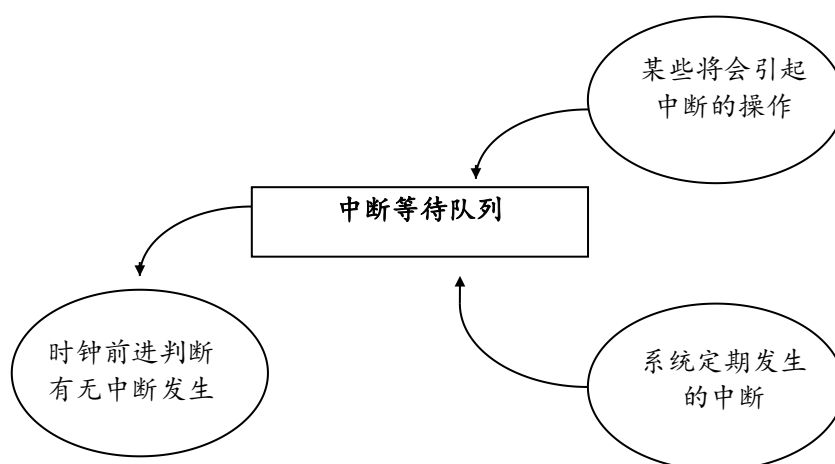 某些将会引起
中断的操作
中断等待队列
时钟前进判断
有无中断发生
系统定期发生
的中断